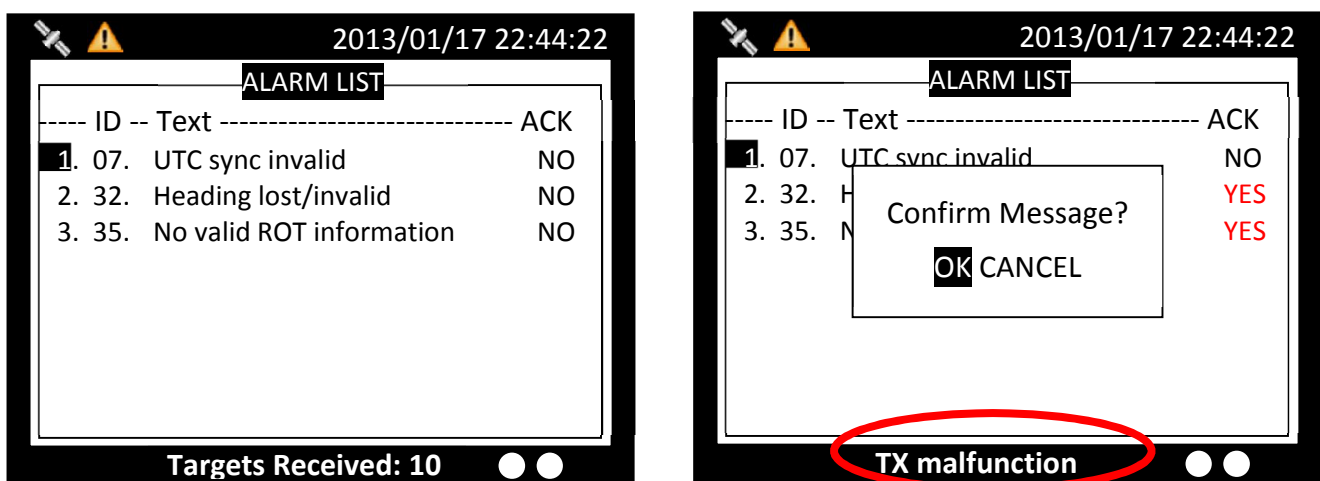 2013/01/17 22:44:22
ALARM LIST
----- ID -- Text ------------------------------ ACK
1. 07. UTC sync invalid NO
2. 32. Heading lost/invalid NO
3. 35. No valid ROT information NO
Targets Received: 10
2013/01/17 22:44:22
ALARM LIST
----- ID -- Text ------------------------------ ACK
1. 07. UTC sync invalid NO
2. 32. H YES
3. 35. N YES
Confirm Message?
OK CANCEL
TX malfunction